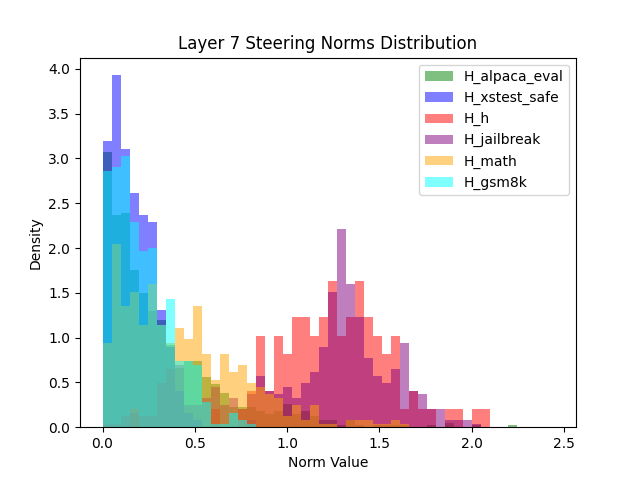 Layer 7 Steering Norms Distribution
H_alpaca_eval
H_xstest_safe
H_h
H_jailbreak
H_math
H_gsm8k
4.0
3.5
3.0
2.5
2.0
1.5
1.0
0.5
0.0
Density
0.0 0.5 1.0 1.5 2.0 2.5
Norm Value